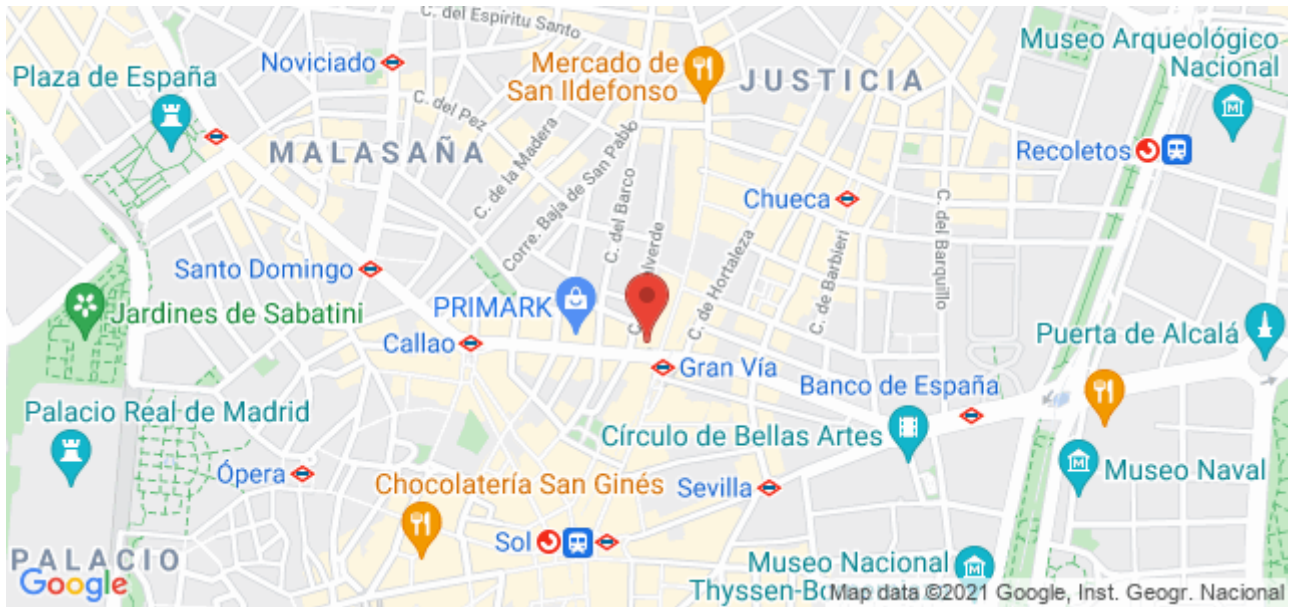 C. del Espíritu Santo
Museo Arqueológico
Nacional
Noviciado
Mercado de
San Ildefonso
JUSTICIA
Plaza de España
C. del Pez
MALASAÑA
C. de la Madera
Corre. Baja de San Pablo
Recoletos
Chueca
C. del Barco
C. de Hortaleza
C. de Barbieri
C. del Barquillo
Santo Domingo
PRIMARK
Jardines de Sabatini
Callao
Puerta de Alcalá
Gran Vía
Banco de España
Palacio Real de Madrid
Círculo de Bellas Artes
Ópera
Chocolatería San Ginés
Sevilla
Museo Naval
Sol
PALACIO
Museo Nacional
Google
Map data ©2021 Google, Inst. Geogr. Nacional